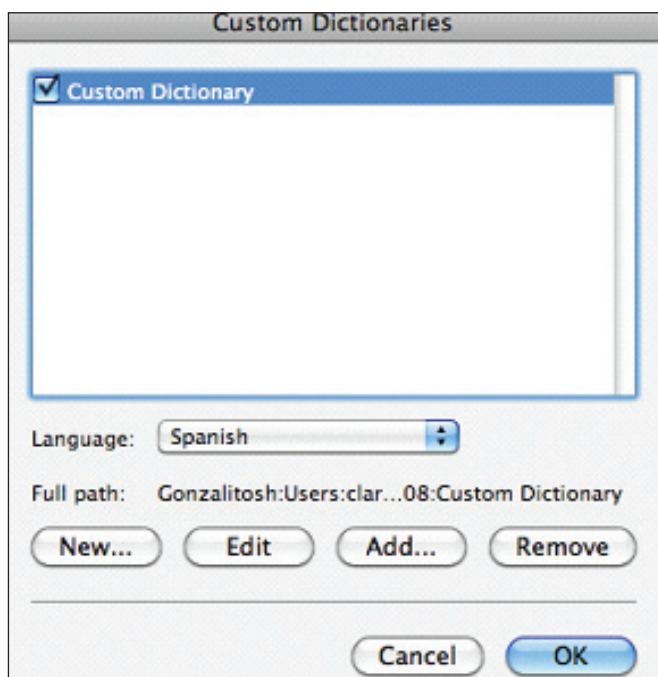 Custom Dictionaries
Custom Dictionary
Language: Spanish
Full path: Gonzalitosh:Users:clar...08:Custom Dictionary
New... Edit Add... Remove
Cancel OK